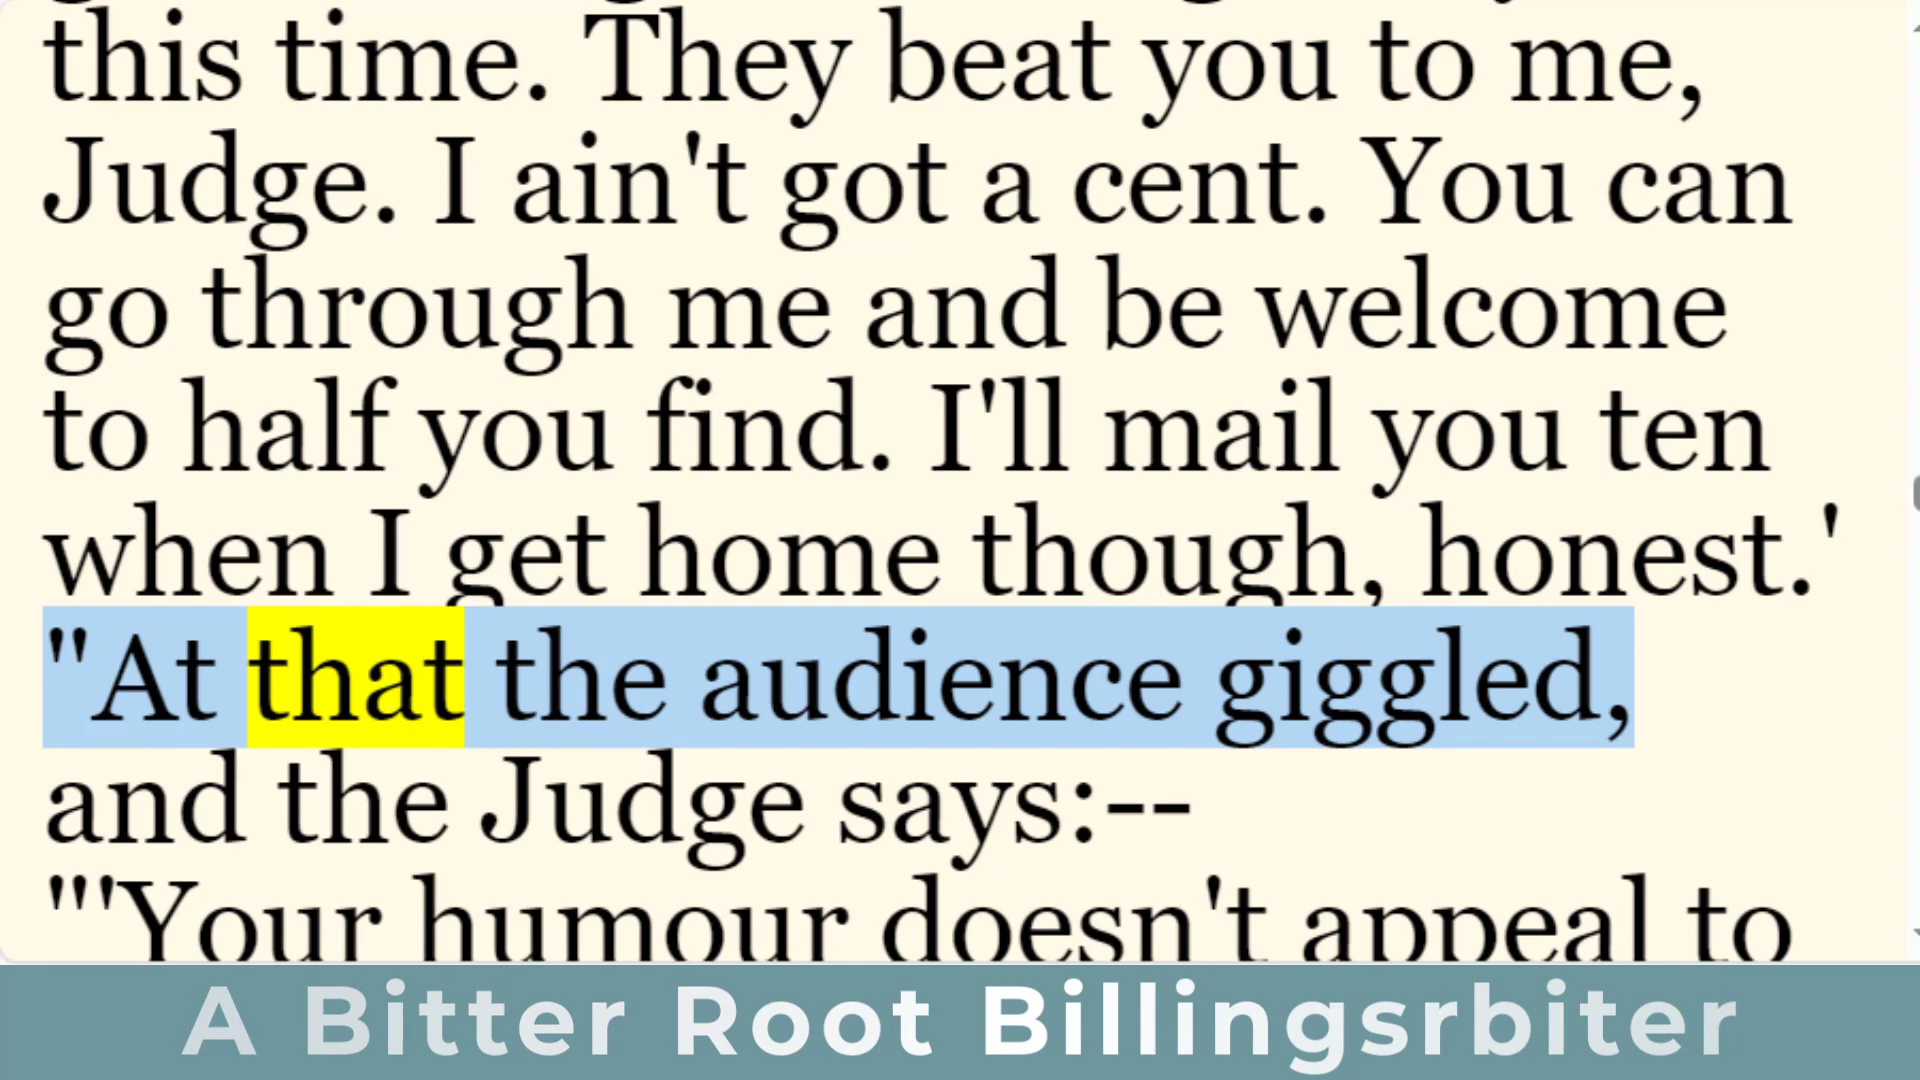 this time. They beat you to me,
Judge. I ain't got a cent. You can
go through me and be welcome
to half you find. I'll mail you ten
when I get home though, honest.'
"At that the audience giggled,
and the Judge says:--
"'Your humour doesn't appeal to
A Bitter Root Billingsrbiter